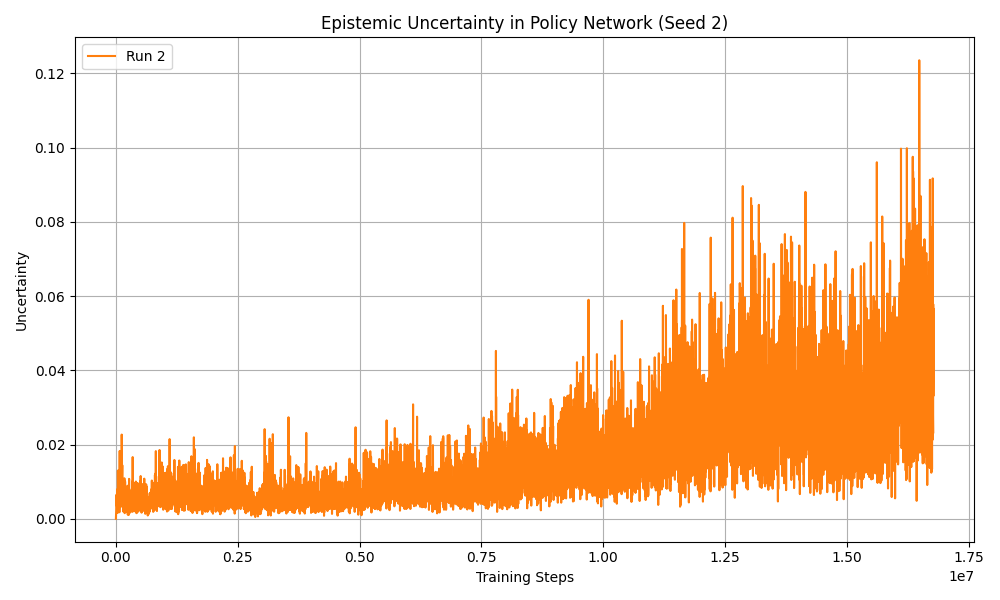 Epistemic Uncertainty in Policy Network (Seed 2)
Run 2
Uncertainty
0.12
0.10
0.08
0.06
0.04
0.02
0.00
0.00 0.25 0.50 0.75 1.00 1.25 1.50 1.75
1e7
Training Steps